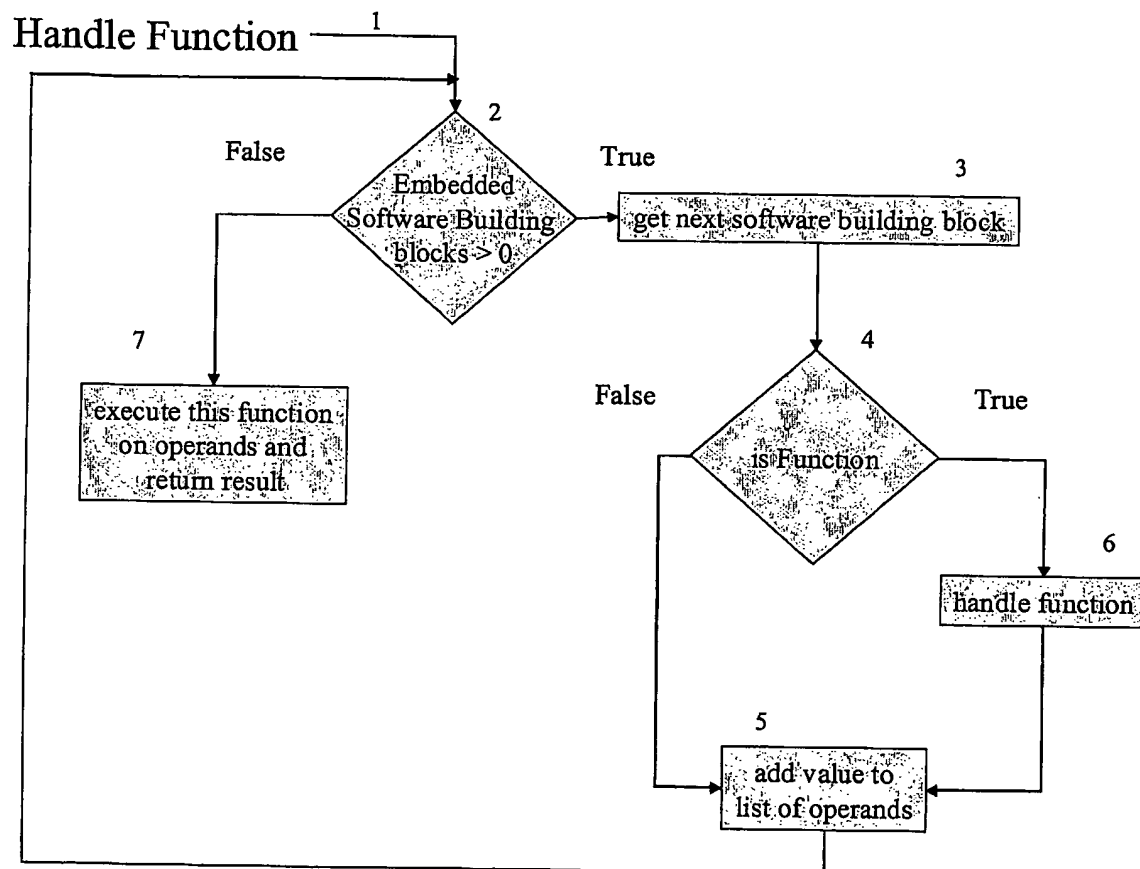 1
Handle Function
2
False
True
3
Embedded
Software Building
blocks > 0
get next software building block
7
4
execute this function
on operands and
return result
False
True
is Function
6
handle function
5
add value to
list of operands